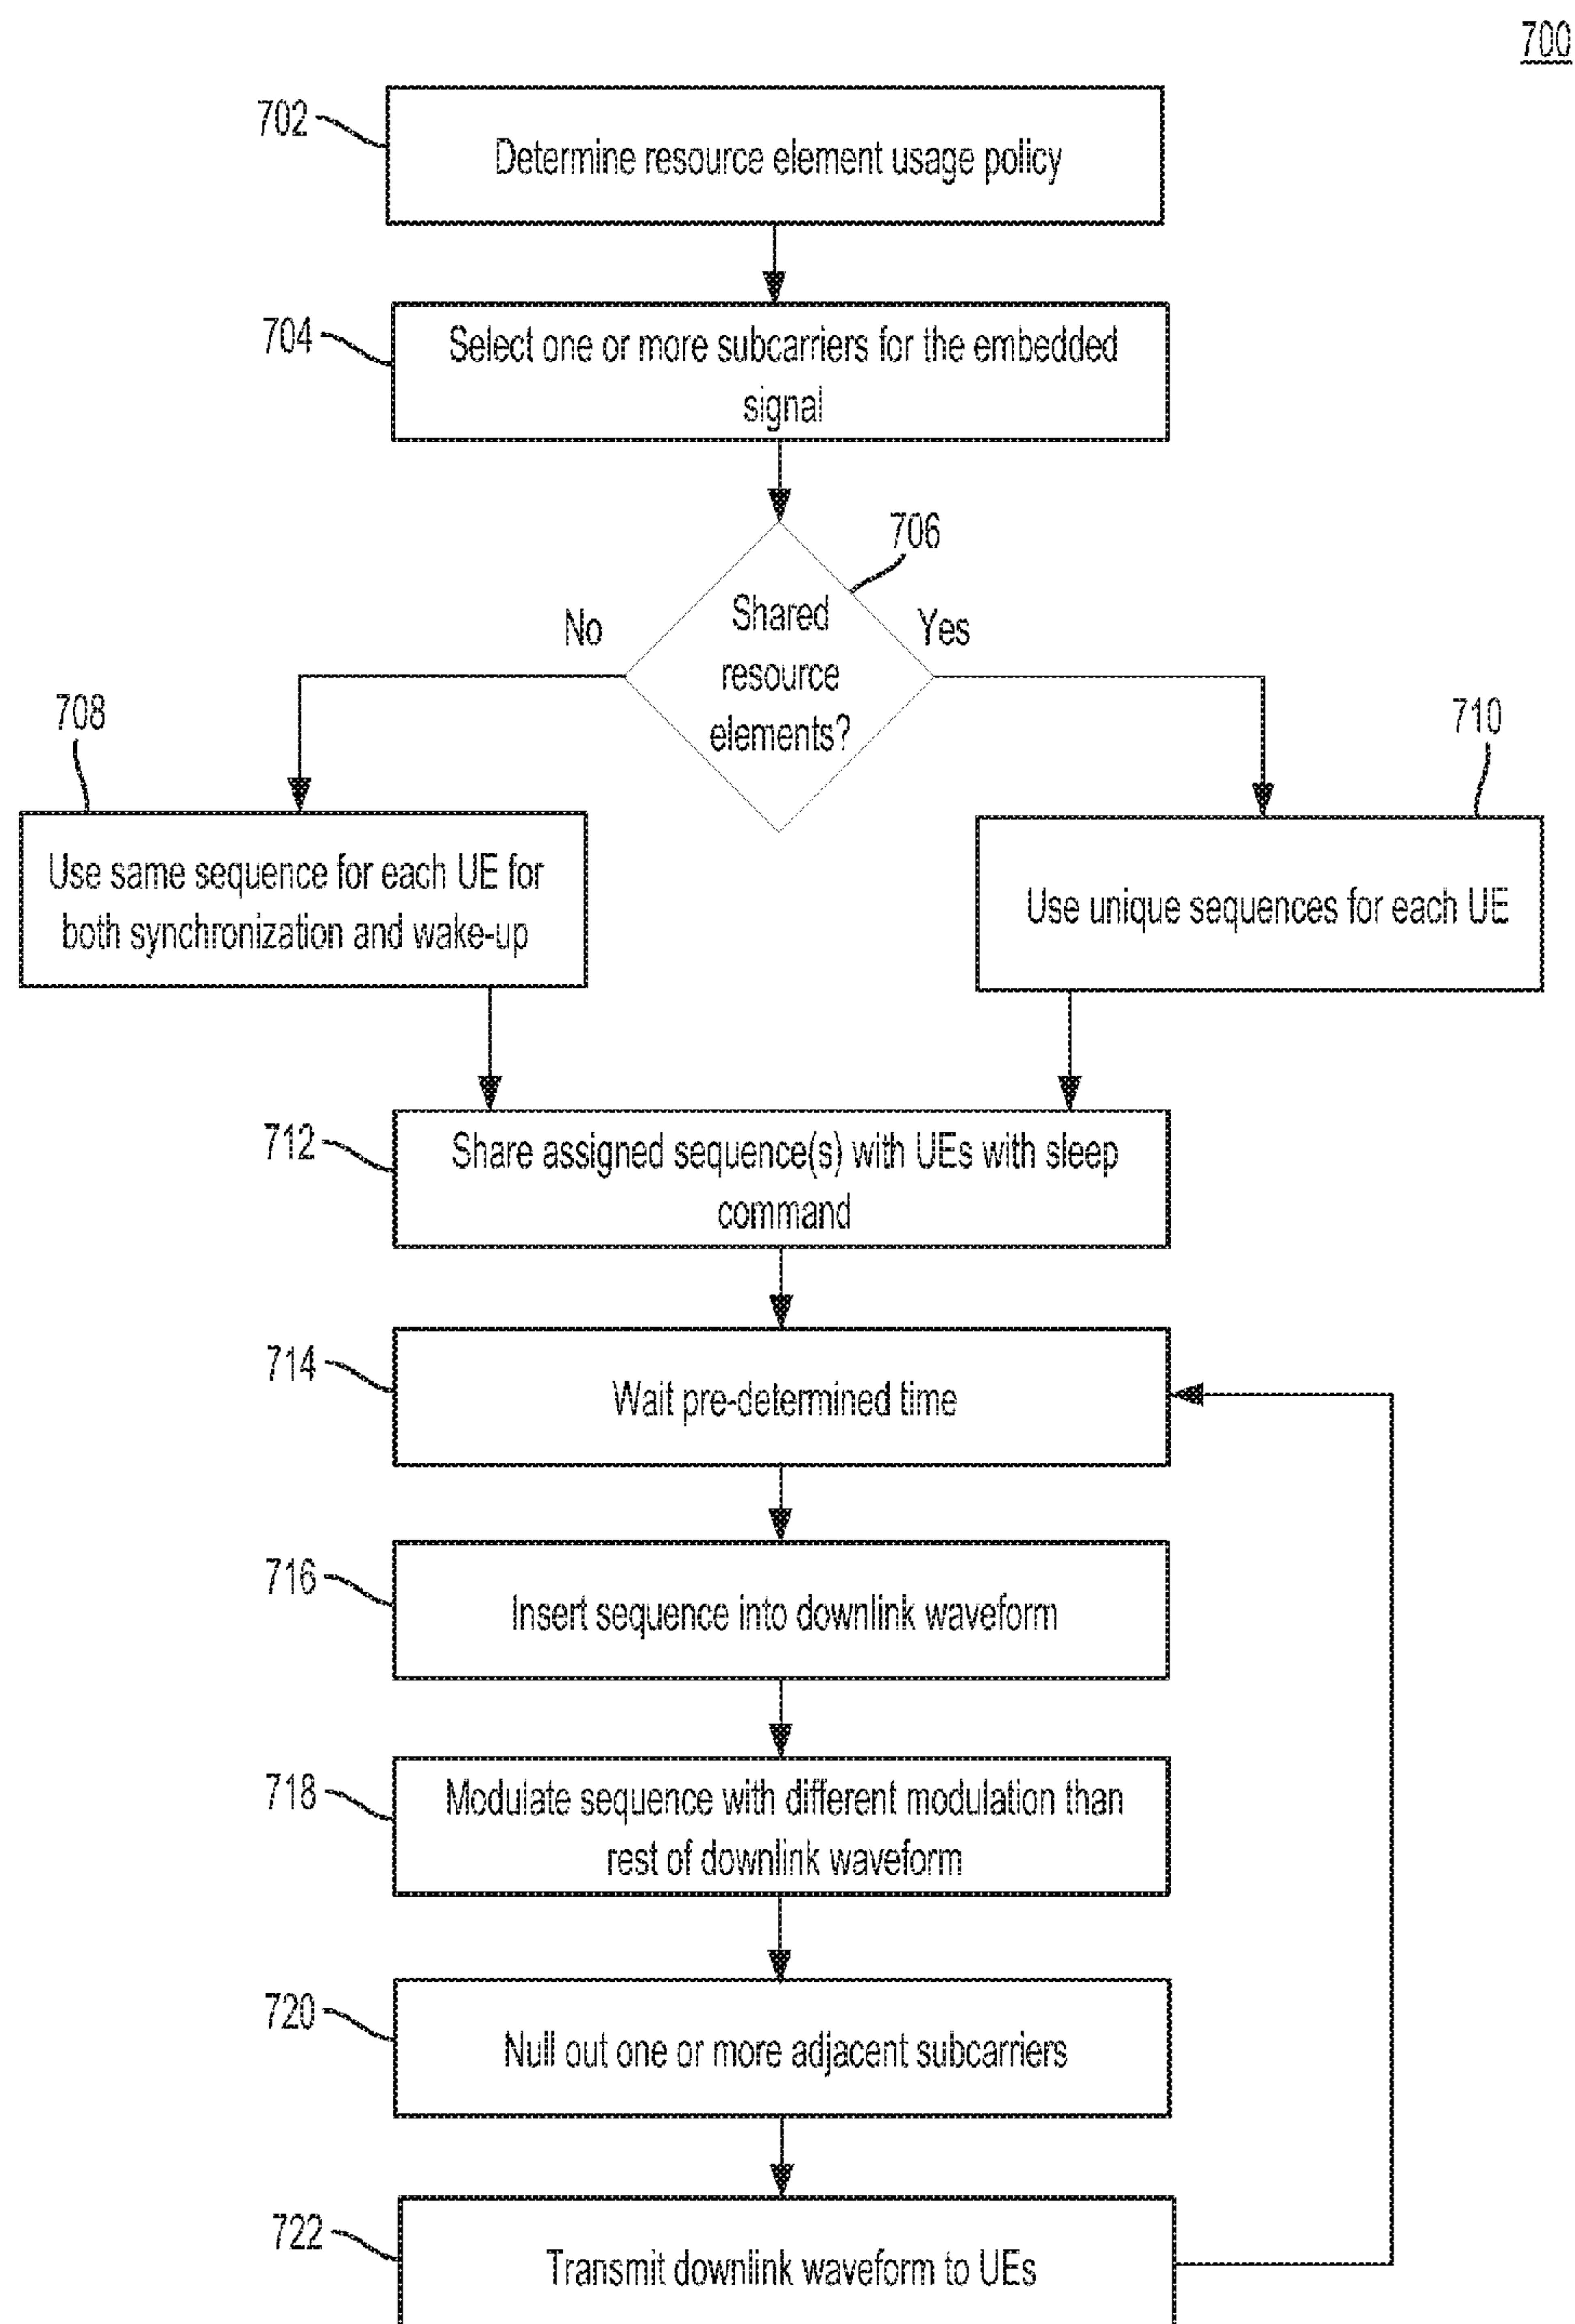 700
702
Determine resource element usage policy
704
Select one or more subcarriers for the embedded
signal
706
No
Shared
resource
elements?
Yes
708
Use same sequence for each UE for
both synchronization and wake-up
710
Use unique sequences for each UE
712
Share assigned sequence(s) with UEs with sleep
command
714
Wait pre-determined time
716
Insert sequence into downlink waveform
718
Modulate sequence with different modulation than
rest of downlink waveform
720
Null out one or more adjacent subcarriers
722
Transmit downlink waveform to UEs